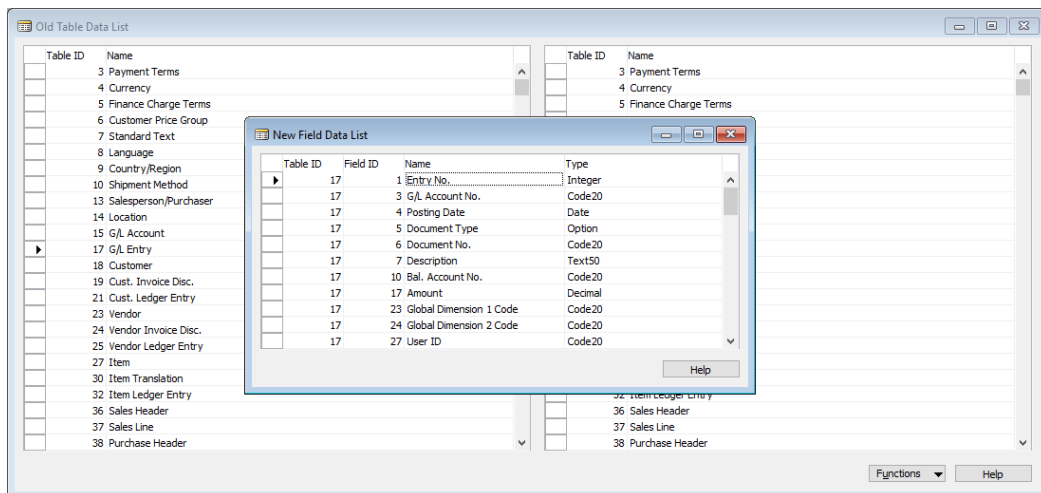 Old Table Data List
Table ID Name
3 Payment Terms
4 Currency
5 Finance Charge Terms
6 Customer Price Group
7 Standard Text
8 Language
9 Country/Region
10 Shipment Method
13 Salesperson/Purchaser
14 Location
15 G/L Account
17 G/L Entry
18 Customer
19 Cust. Invoice Disc.
21 Cust. Ledger Entry
23 Vendor
24 Vendor Invoice Disc.
25 Vendor Ledger Entry
27 Item
30 Item Translation
32 Item Ledger Entry
36 Sales Header
37 Sales Line
38 Purchase Header
Table ID Name
3 Payment Terms
4 Currency
5 Finance Charge Terms
32 Item Ledger Entry
36 Sales Header
37 Sales Line
38 Purchase Header
New Field Data List
Table ID Field ID Name Type
17 1 Entry No. Integer
17 3 G/L Account No. Code20
17 4 Posting Date Date
17 5 Document Type Option
17 6 Document No. Code20
17 7 Description Text50
17 10 Bal. Account No. Code20
17 17 Amount Decimal
17 23 Global Dimension 1 Code Code20
17 24 Global Dimension 2 Code Code20
17 27 User ID Code20
Help
Functions Help